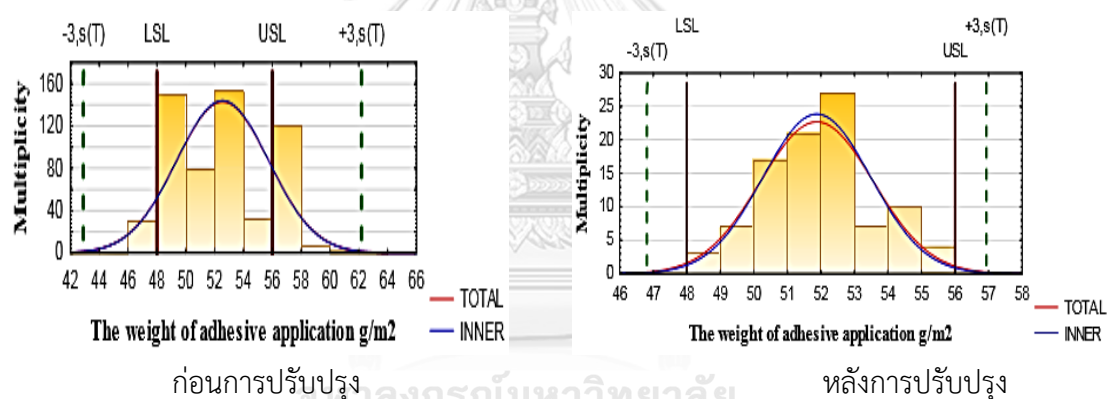 -3,s(T) LSL USL +3,s(T)
Multiplicity
160
120
80
40
0
42 44 46 48 50 52 54 56 58 60 62 64 66
TOTAL
INNER
The weight of adhesive application g/m2
ก่อนการปรับปรุง
-3,s(T) LSL USL +3,s(T)
Multiplicity
30
25
20
15
10
5
0
46 47 48 49 50 51 52 53 54 55 56 57 58
TOTAL
INNER
The weight of adhesive application g/m2
หลังการปรับปรุง